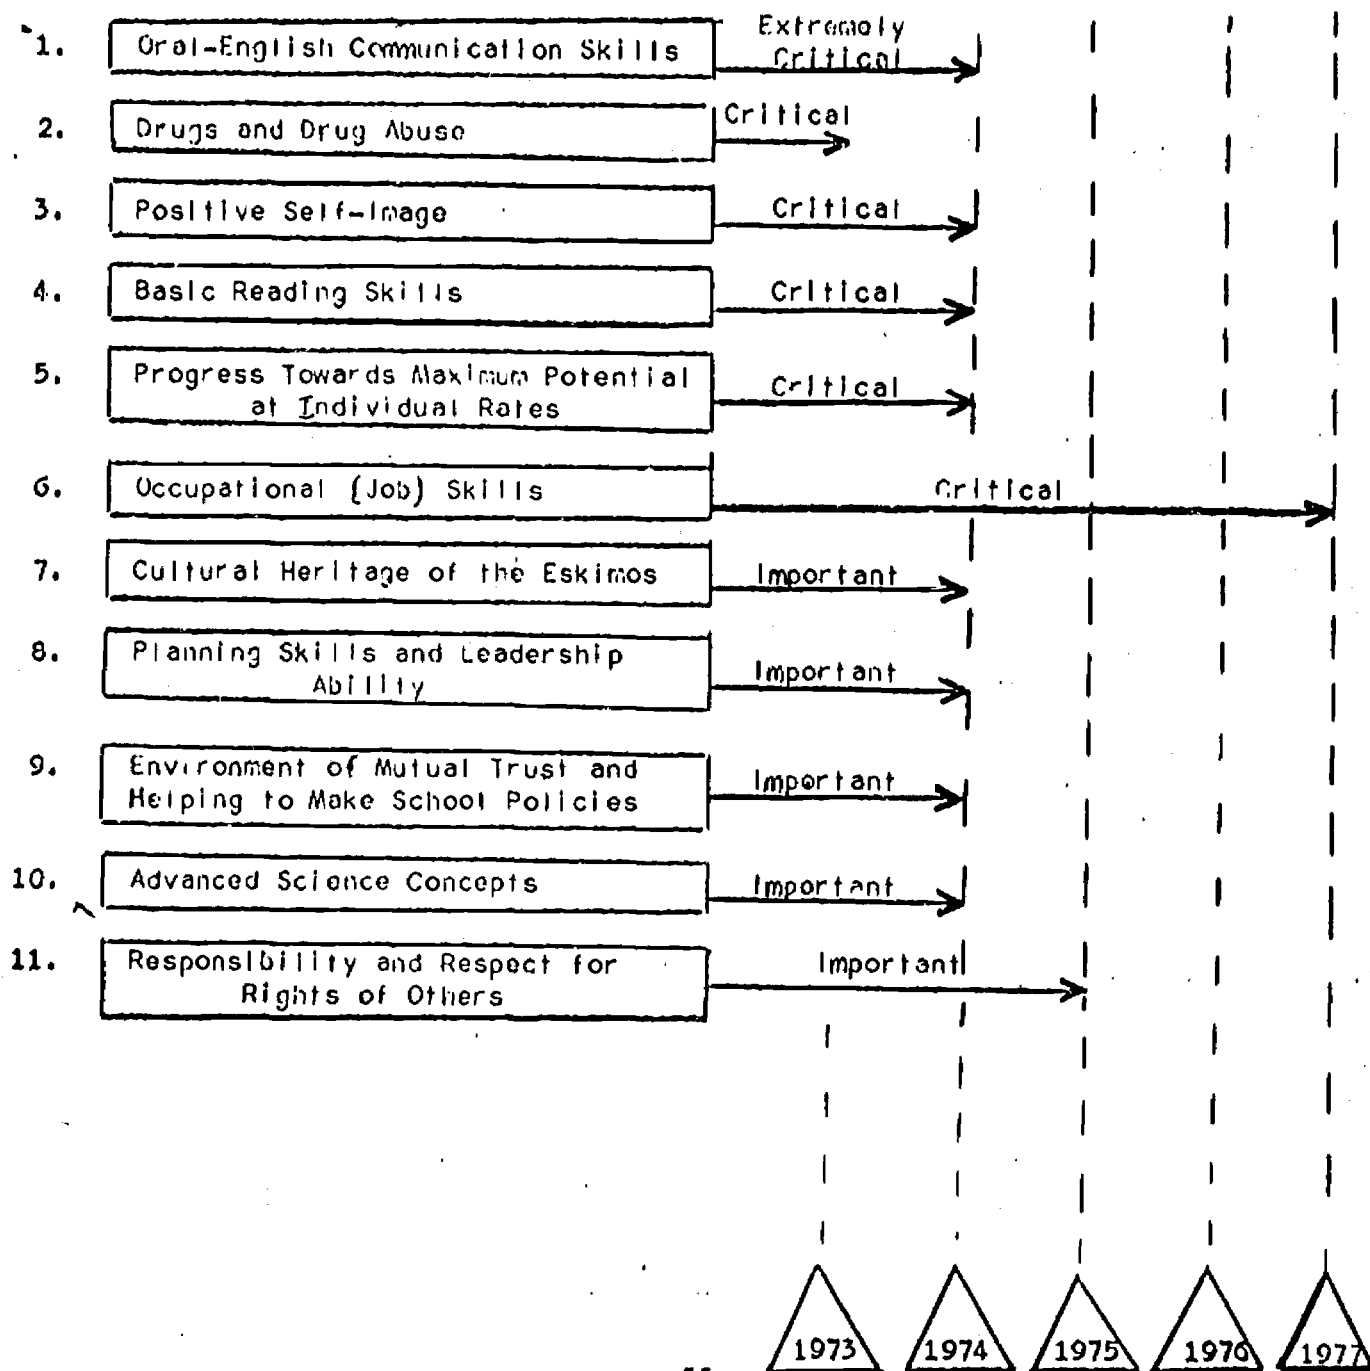 1. Oral-English Communication Skills Extremely Critical
2. Drugs and Drug Abuse Critical
3. Positive Self-Image Critical
4. Basic Reading Skills Critical
5. Progress Towards Maximum Potential
at Individual Rates Critical
6. Occupational (Job) Skills Critical
7. Cultural Heritage of the Eskimos Important
8. Planning Skills and Leadership
Ability Important
9. Environment of Mutual Trust and
Helping to Make School Policies Important
10. Advanced Science Concepts Important
11. Responsibility and Respect for
Rights of Others Important
1973 1974 1975 1976 1977